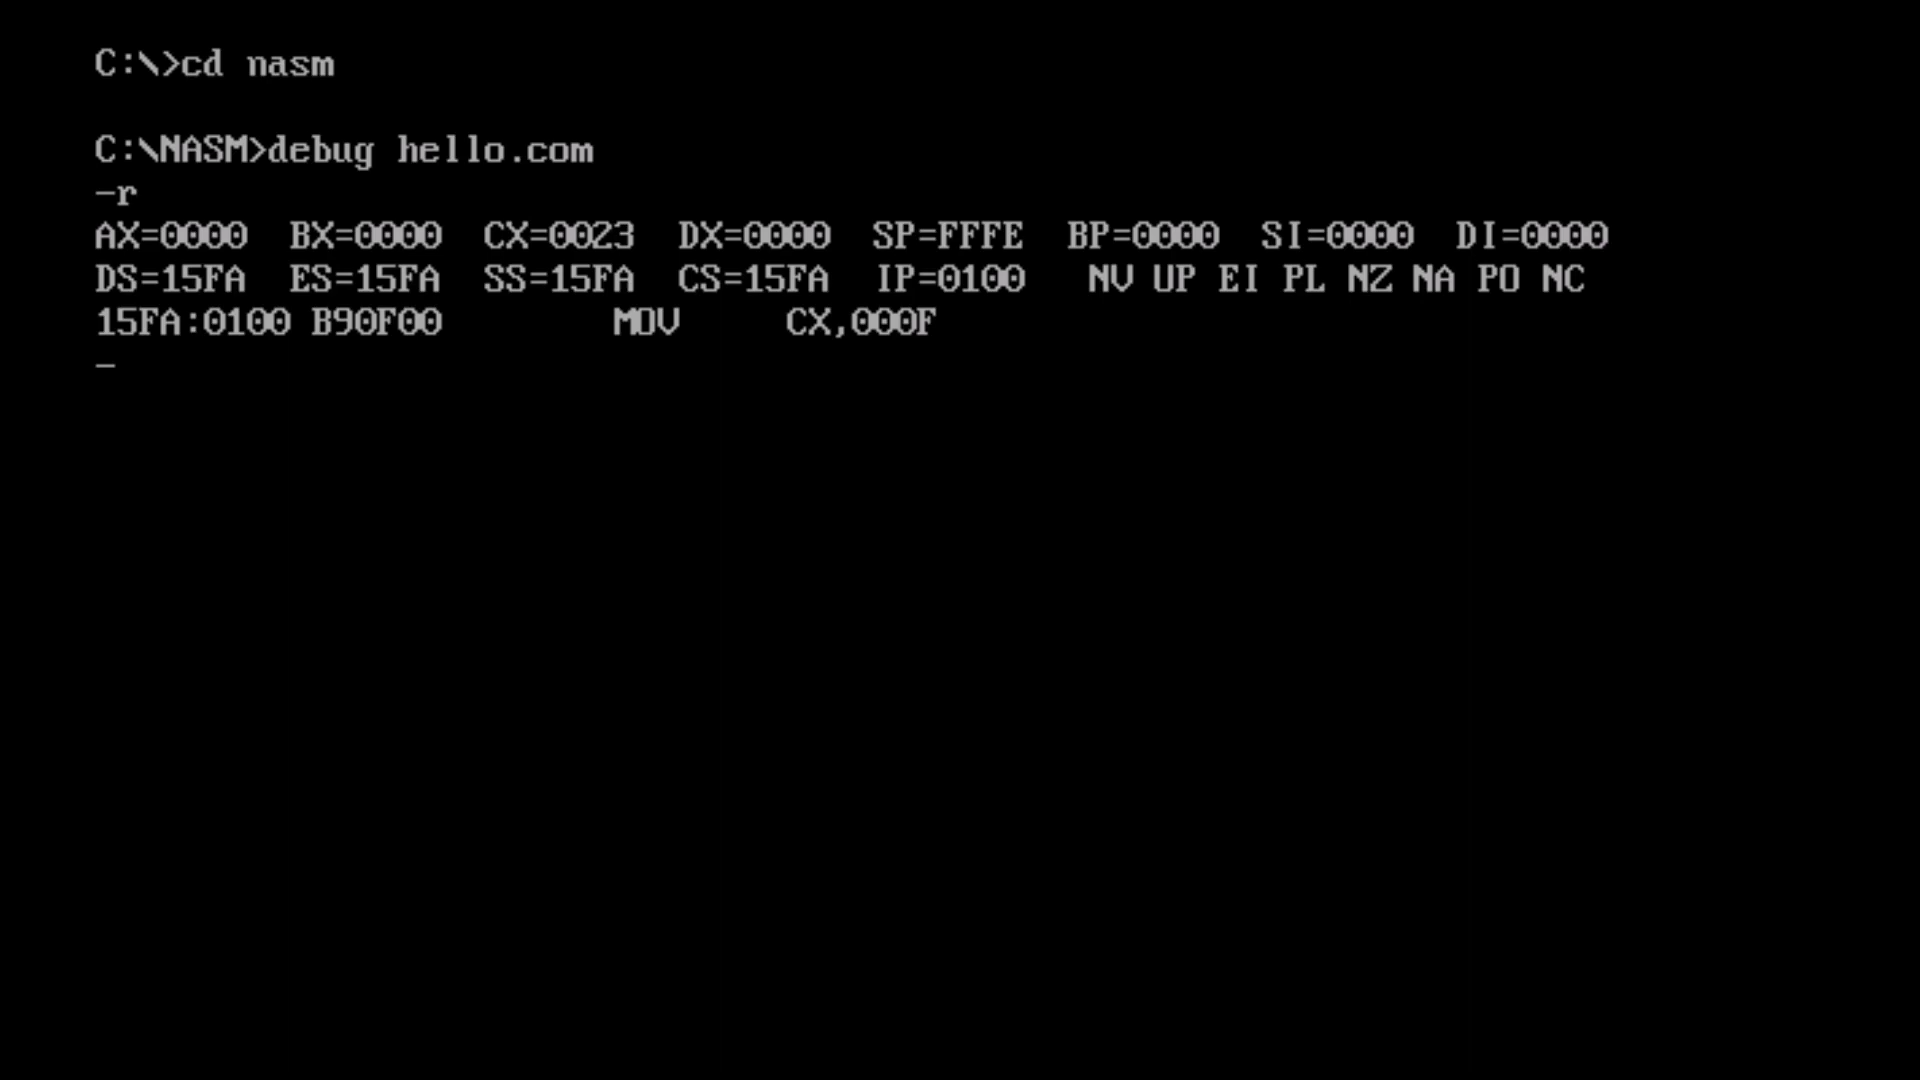 C:\>cd nasm
C:\NASM>debug hello.com
-r
AX=0000  BX=0000  CX=0023  DX=0000  SP=FFFE  BP=0000  SI=0000  DI=0000
DS=15FA  ES=15FA  SS=15FA  CS=15FA  IP=0100   NV UP EI PL NZ NA PO NC
15FA:0100 B90F00        MOV     CX,000F
-